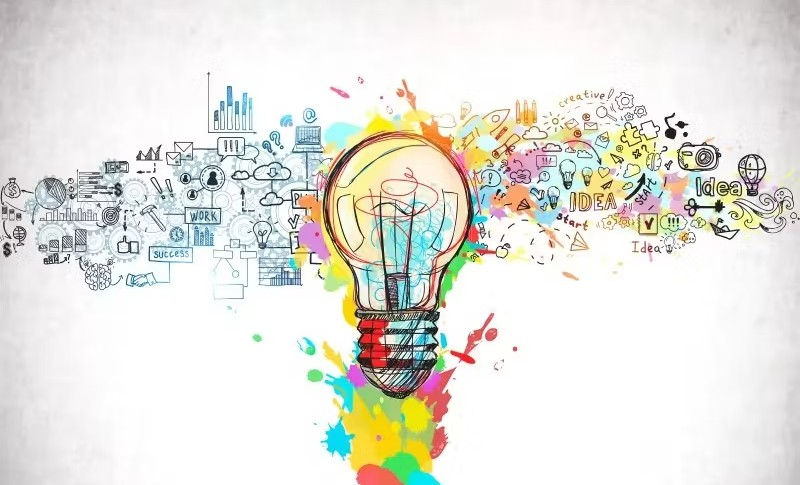 creative!
@
WORK
SUCCESS
IDEA
start
start
Idea
Idea